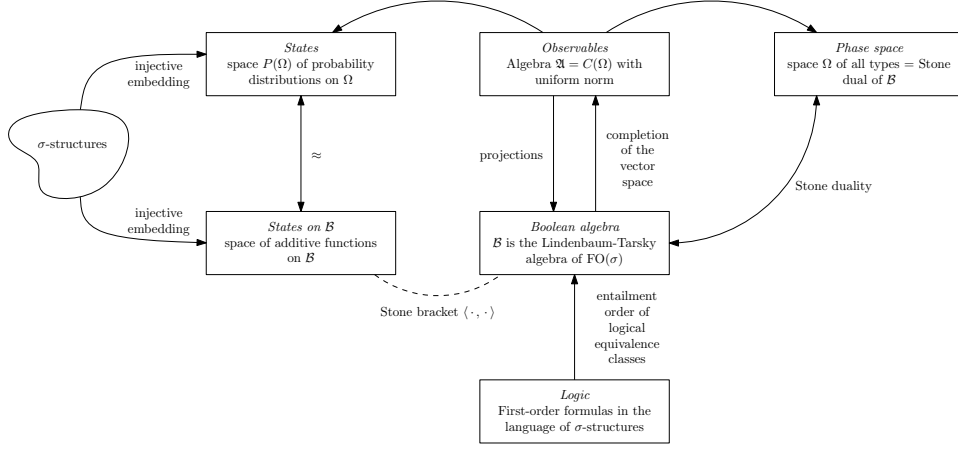 States
space P(Ω) of probability
distributions on Ω
Observables
Algebra 𝔄 = C(Ω) with
uniform norm
Phase space
space Ω of all types = Stone
dual of ℬ
injective
embedding
σ-structures
≈
projections
completion
of the
vector
space
Stone duality
injective
embedding
States on ℬ
space of additive functions
on ℬ
Boolean algebra
ℬ is the Lindenbaum-Tarsky
algebra of FO(σ)
Stone bracket ⟨ · , · ⟩
entailment
order of
logical
equivalence
classes
Logic
First-order formulas in the
language of σ-structures